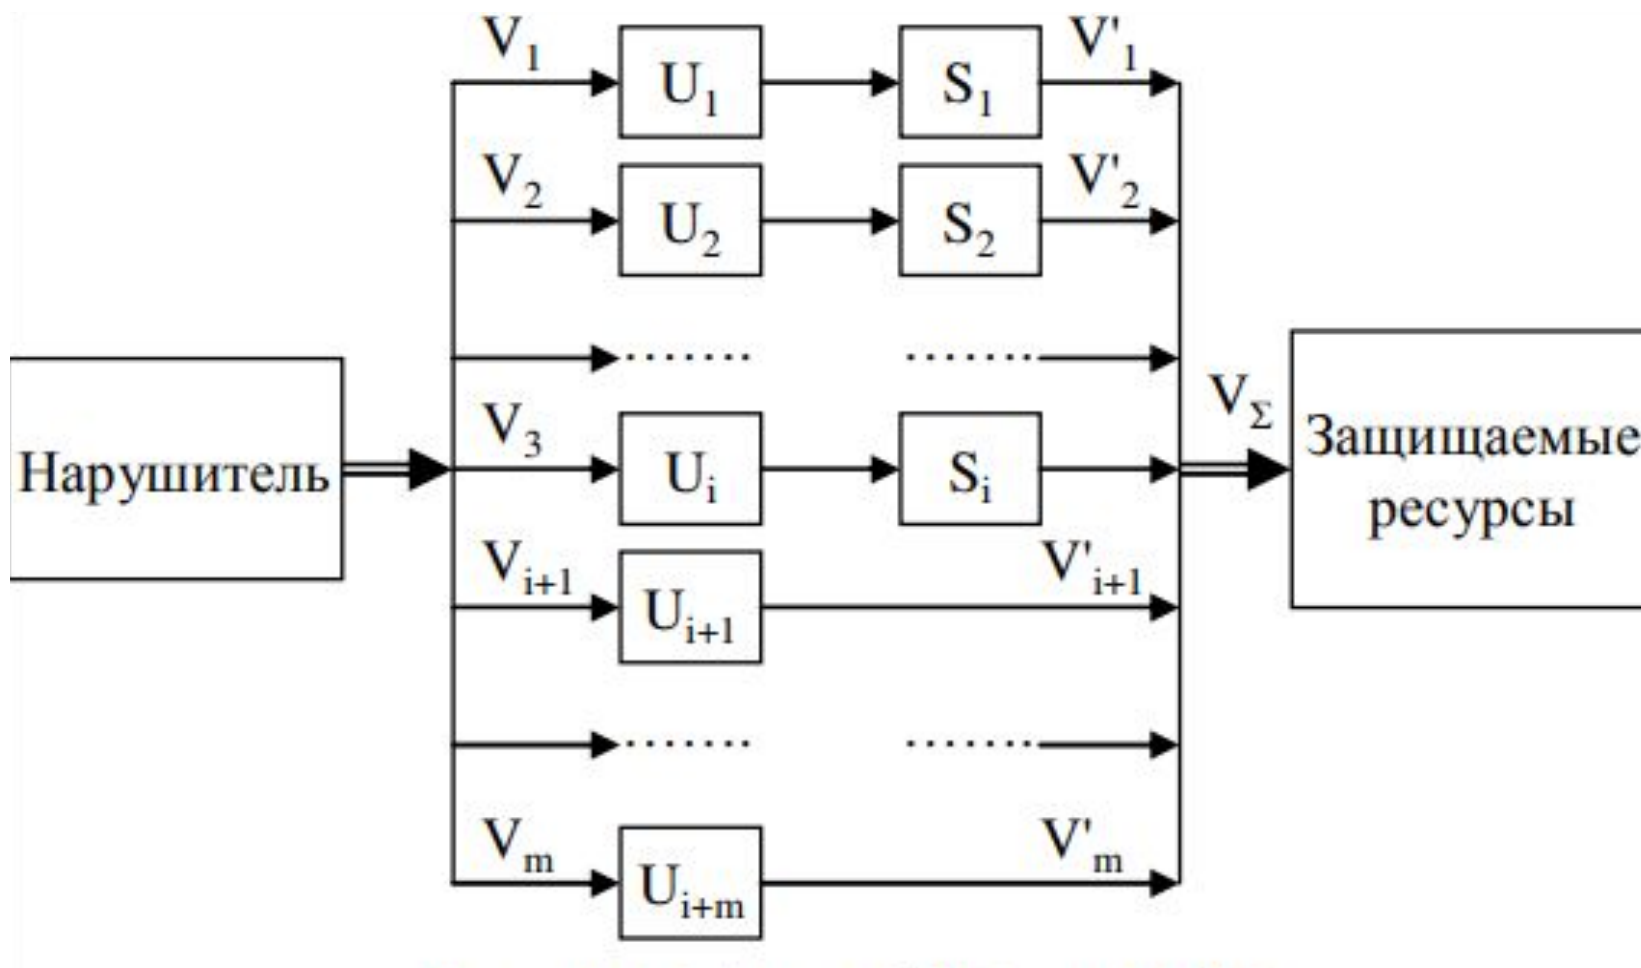 V1 U1 S1 V'1
V2 U2 S2 V'2
....... .......
Нарушитель
V3 Ui Si
VΣ
Защищаемые
ресурсы
Vi+1 Ui+1 V'i+1
....... .......
Vm Ui+m V'm